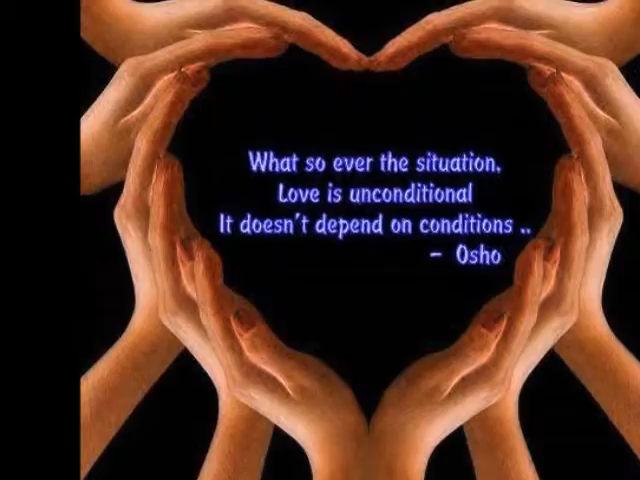 What so ever the situation,
Love is unconditional
It doesn't depend on conditions ..
- Osho